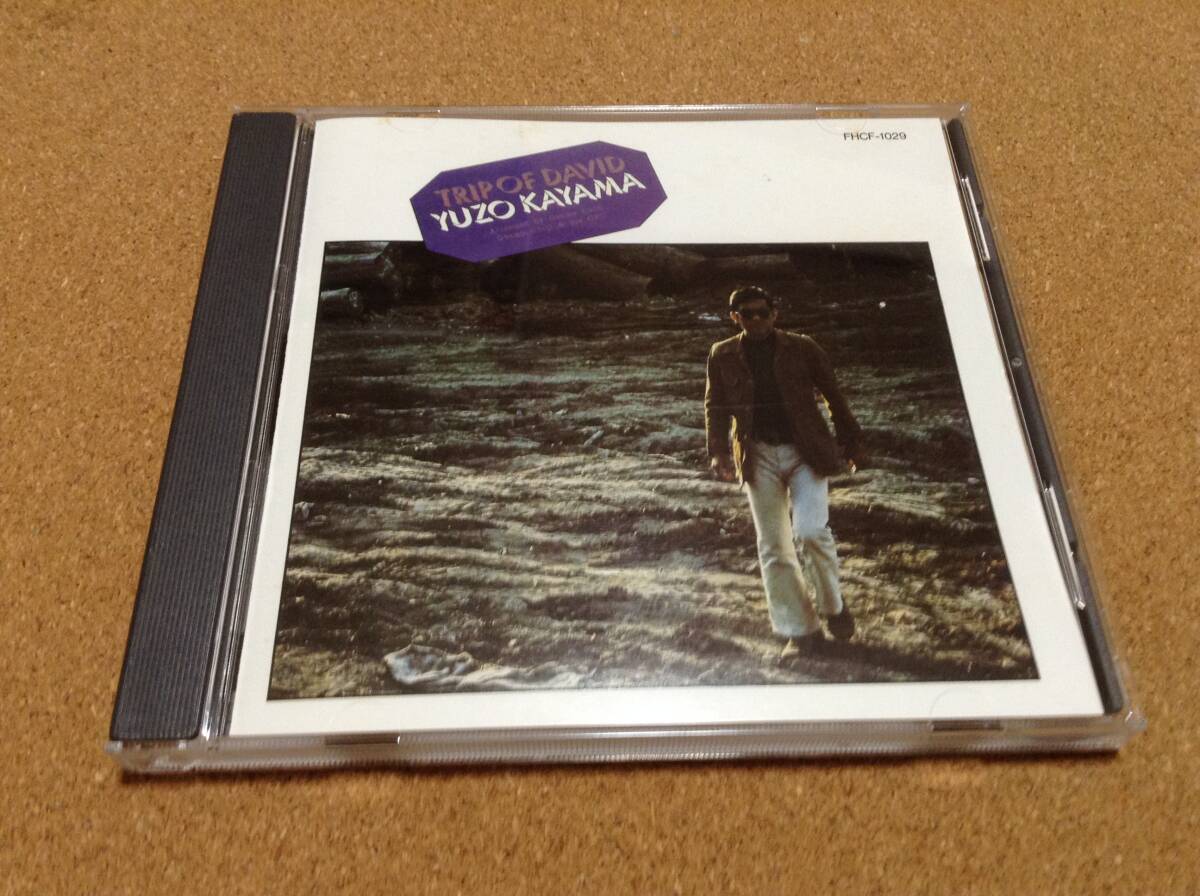 FHCF-1029
TRIP OF DAVID
YUZO KAYAMA